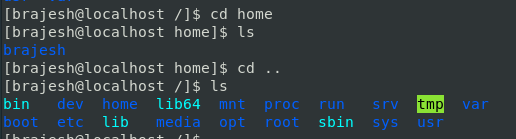 [brajesh@localhost /]$ cd home
[brajesh@localhost home]$ ls
brajesh
[brajesh@localhost home]$ cd ..
[brajesh@localhost /]$ ls
bin dev home lib64 mnt proc run srv tmp var
boot etc lib media opt root sbin sys usr
[brajesh@localhost /]$